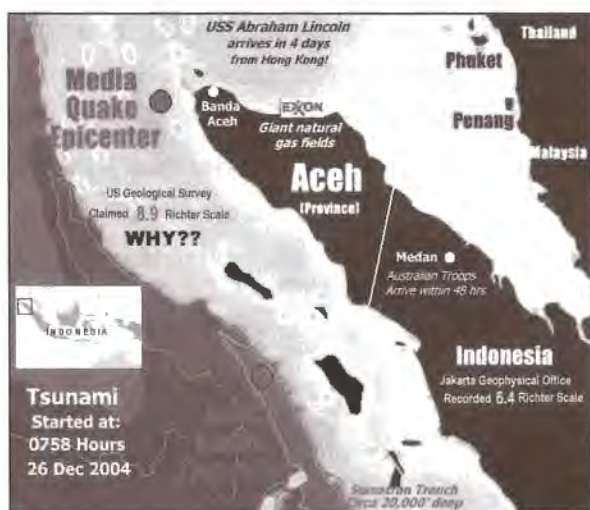 USS Abraham Lincoln
arrives in 4 days
from Hong Kong!
Thailand
Phuket
Media
Quake
Epicenter
Banda
Aceh
EXXON
Giant natural
gas fields
Penang
Malaysia
Aceh
(Province)
US Geological Survey
Claimed 8.9 Richter Scale
WHY??
Medan
Australian Troops
Arrive within 48 hrs
INDONESIA
Indonesia
Jakarta Geophysical Office
Recorded 6.4 Richter Scale
Tsunami
Started at:
0758 Hours
26 Dec 2004
Sumatran Trench
Circa 20,000' deep